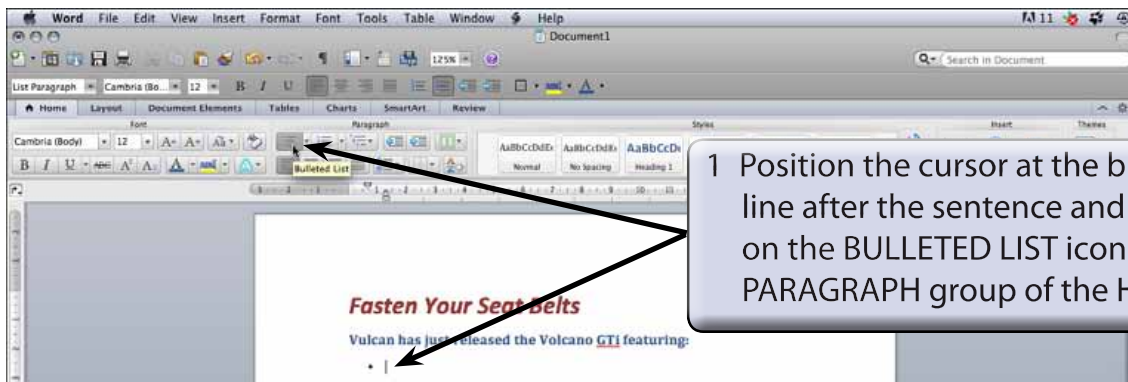 Word File Edit View Insert Format Font Tools Table Window Help 11
Document1
125% Search in Document
List Paragraph Cambria (Bo... 12 B I U
Home Layout Document Elements Tables Charts SmartArt Review
Font Paragraph Styles Insert Themes
Cambria (Body) 12 A A Aa AaBbCcDdEe AaBbCcDdEe AaBbCcDc
B I U ABC A A A Normal No Spacing Heading 1
Bulleted List
1 Position the cursor at the b
line after the sentence and
on the BULLETED LIST icon
PARAGRAPH group of the H
Fasten Your Seat Belts
Vulcan has just released the Volcano GTi featuring:
•